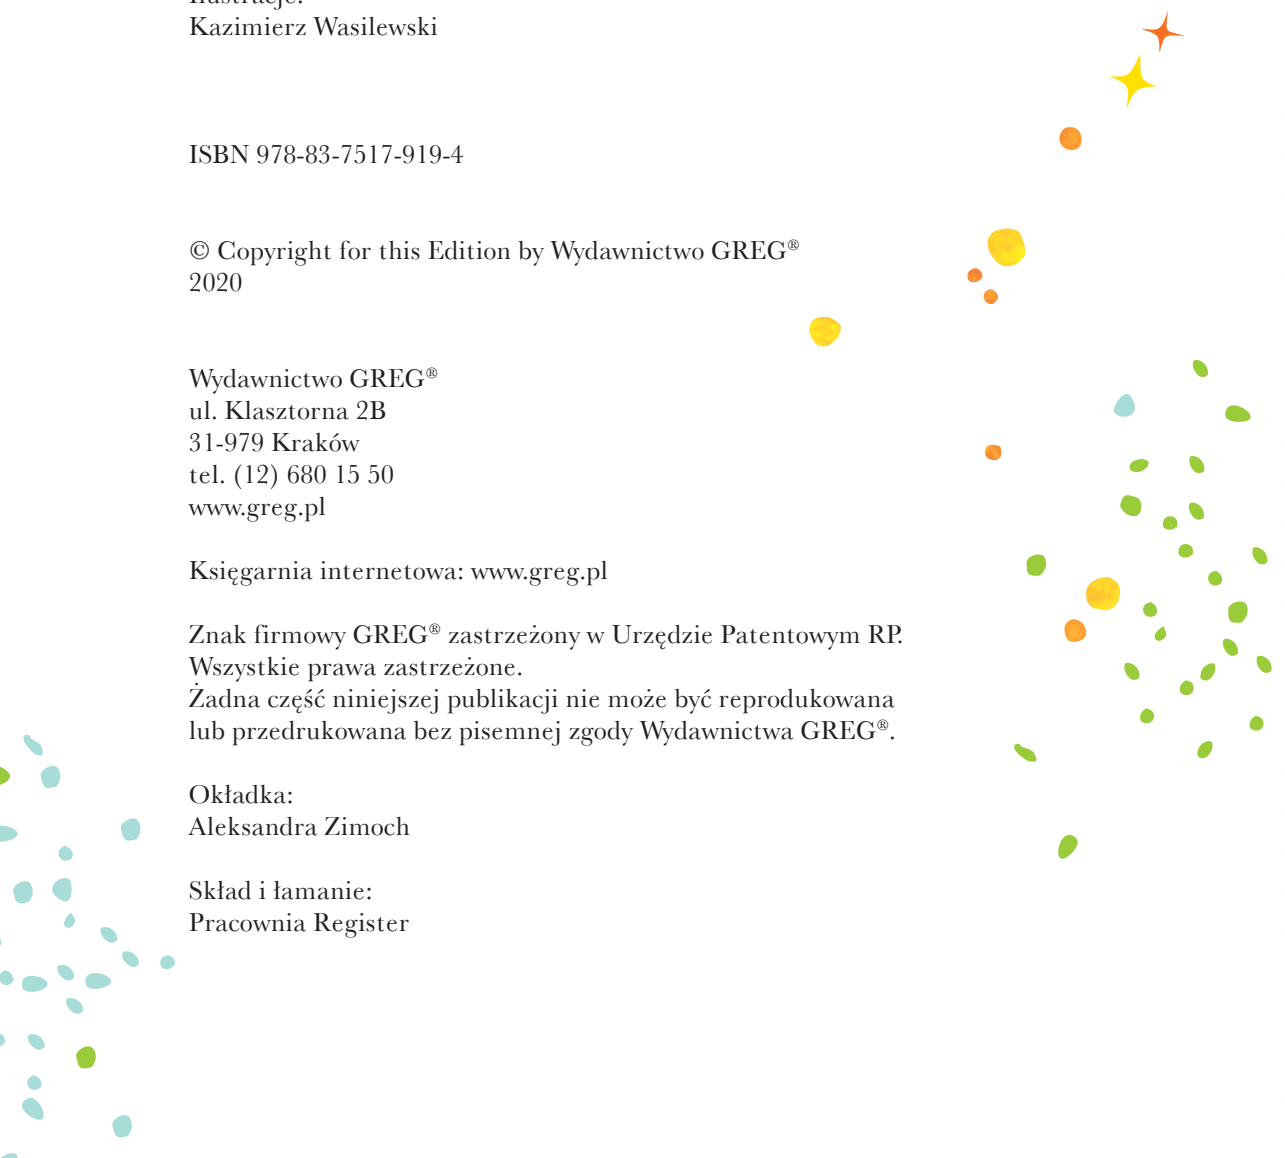 Ilustracje:
Kazimierz Wasilewski
ISBN 978-83-7517-919-4
© Copyright for this Edition by Wydawnictwo GREG®
2020
Wydawnictwo GREG®
ul. Klasztorna 2B
31-979 Kraków
tel. (12) 680 15 50
www.greg.pl
Księgarnia internetowa: www.greg.pl
Znak firmowy GREG® zastrzeżony w Urzędzie Patentowym RP.
Wszystkie prawa zastrzeżone.
Żadna część niniejszej publikacji nie może być reprodukowana
lub przedrukowana bez pisemnej zgody Wydawnictwa GREG®.
Okładka:
Aleksandra Zimoch
Skład i łamanie:
Pracownia Register